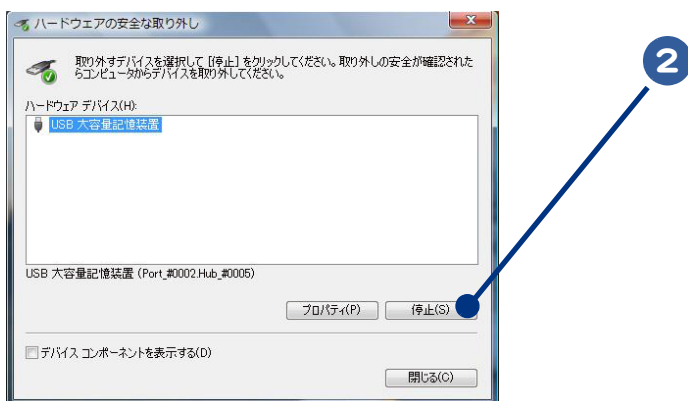 ハードウェアの安全な取り外し
取り外すデバイスを選択して [停止] をクリックしてください。取り外しの安全が確認された
らコンピュータからデバイスを取り外してください。
2
ハードウェア デバイス(H):
USB 大容量記憶装置
USB 大容量記憶装置 (Port_#0002.Hub_#0005)
プロパティ(P) 停止(S)
デバイス コンポーネントを表示する(D)
閉じる(C)